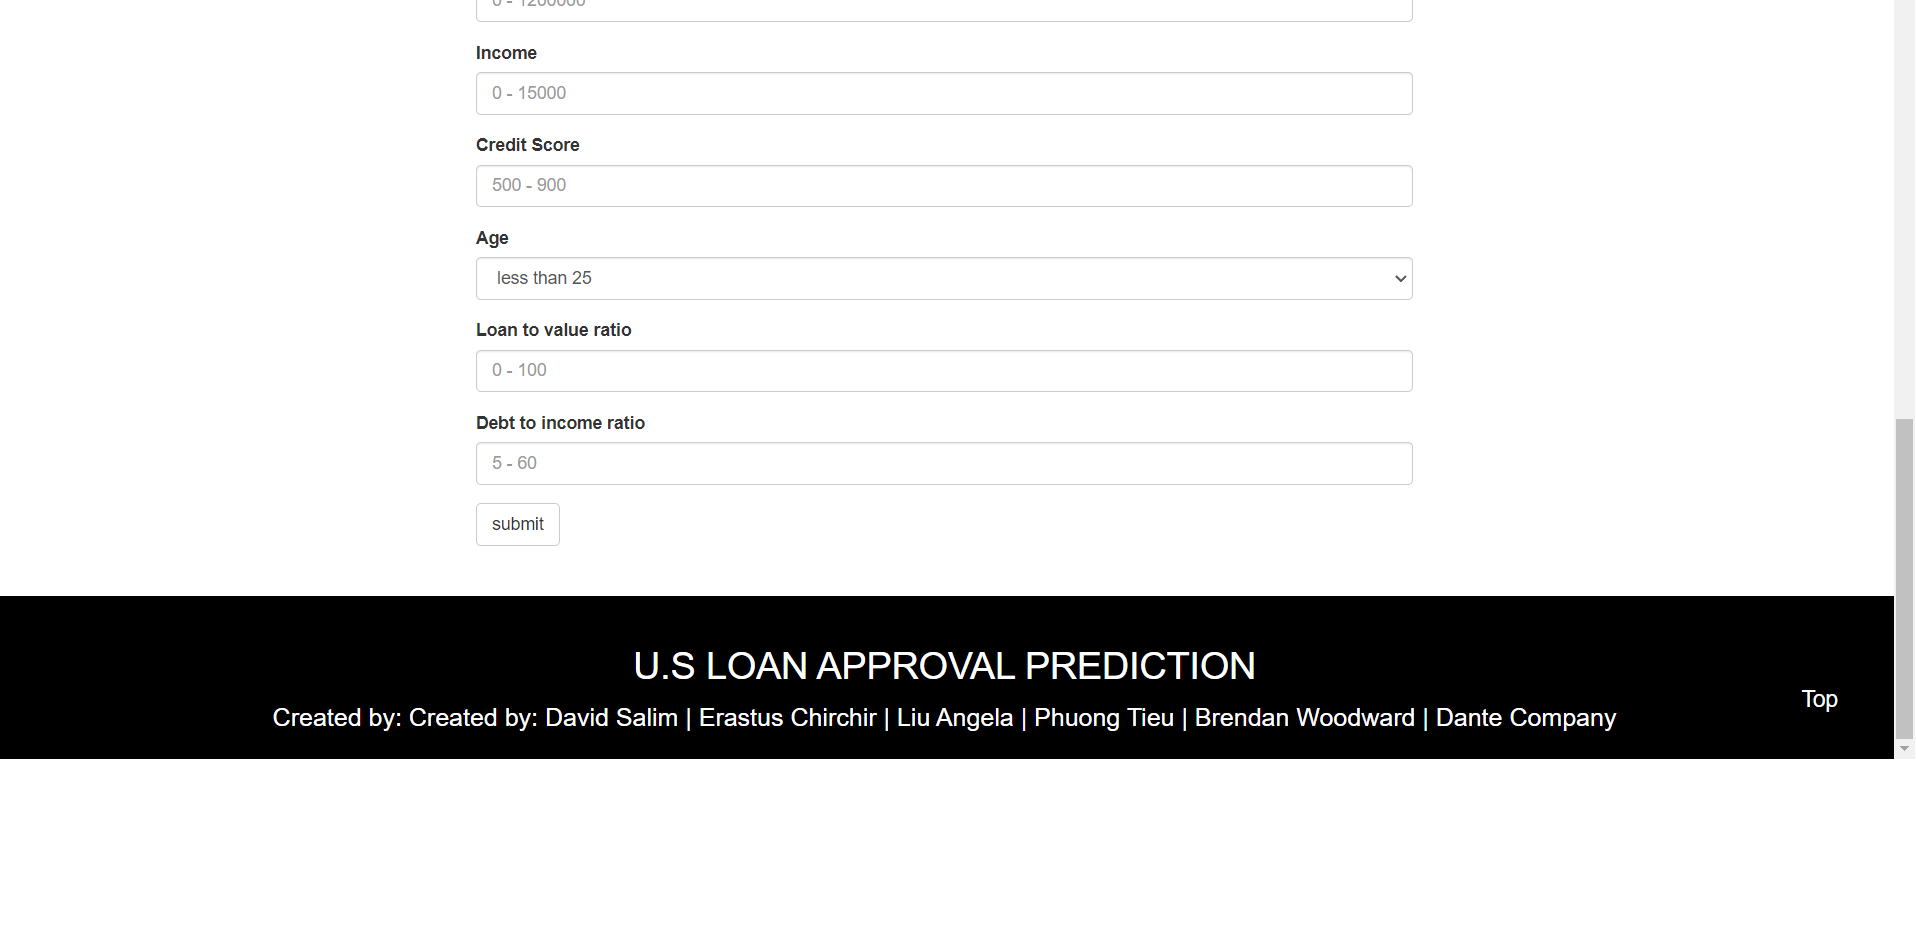 0 - 1200000
Income
0 - 15000
Credit Score
500 - 900
Age
less than 25
Loan to value ratio
0 - 100
Debt to income ratio
5 - 60
submit
U.S LOAN APPROVAL PREDICTION
Top
Created by: Created by: David Salim | Erastus Chirchir | Liu Angela | Phuong Tieu | Brendan Woodward | Dante Company